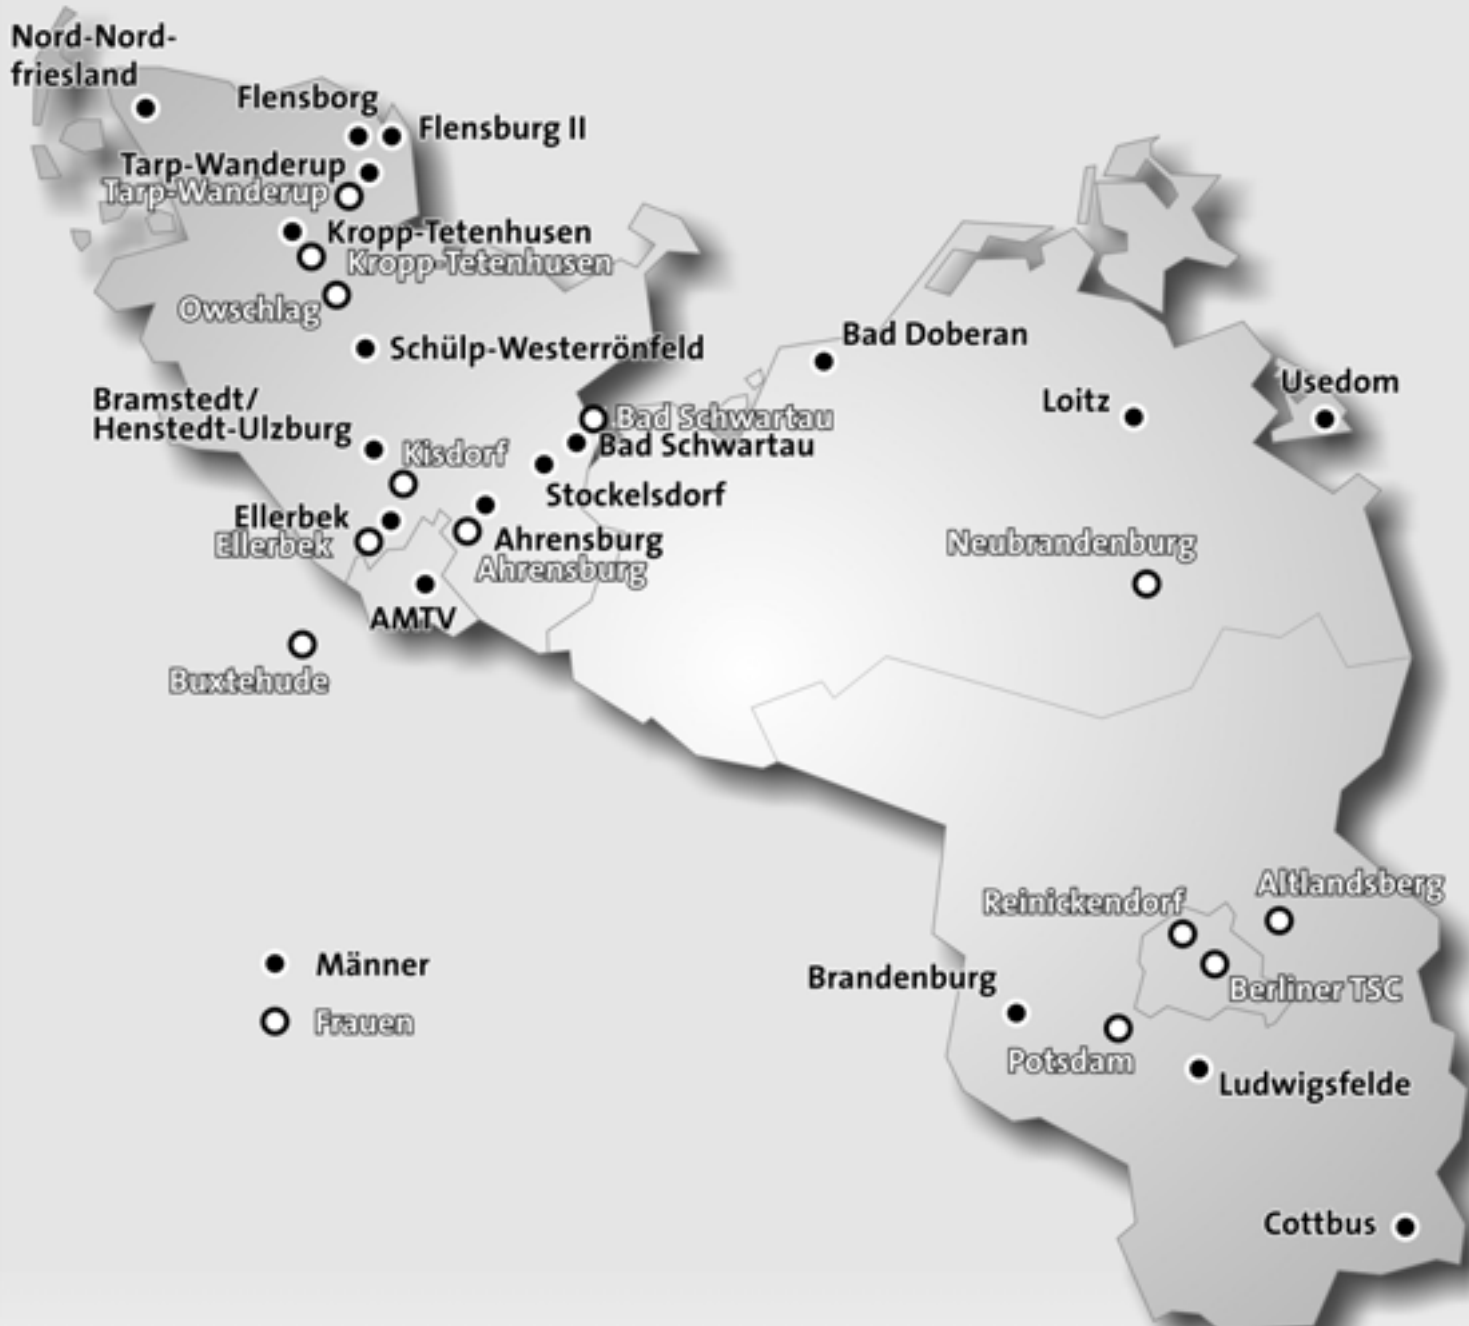 Nord-Nord-
friesland
Flensborg
Flensburg II
Tarp-Wanderup
Tarp-Wanderup
Kropp-Tetenhusen
Kropp-Tetenhusen
Owschlag
Schülp-Westerrönfeld
Bad Doberan
Loitz
Usedom
Bramstedt/
Henstedt-Ulzburg
Bad Schwartau
Bad Schwartau
Kisdorf
Stockelsdorf
Ellerbek
Ellerbek
Ahrensburg
Ahrensburg
Neubrandenburg
AMTV
Buxtehude
Reinickendorf
Altlandsberg
Männer
Frauen
Brandenburg
Berliner TSC
Potsdam
Ludwigsfelde
Cottbus